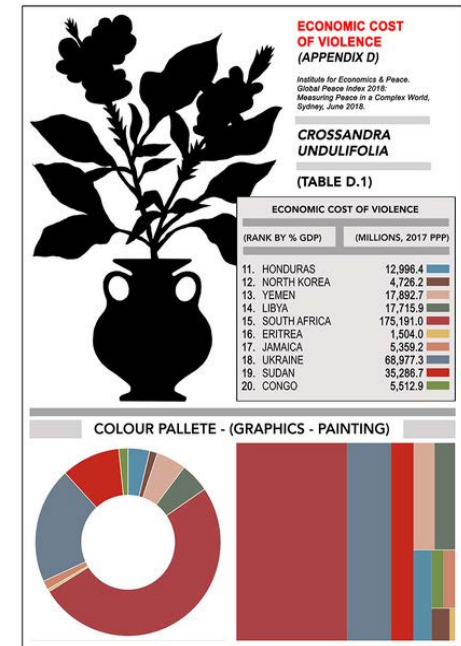 ECONOMIC COST
OF VIOLENCE
(APPENDIX D)
Institute for Economics & Peace.
Global Peace Index 2018:
Measuring Peace in a Complex World,
Sydney, June 2018.
CROSSANDRA
UNDULIFOLIA
(TABLE D.1)
ECONOMIC COST OF VIOLENCE
(RANK BY % GDP) (MILLIONS, 2017 PPP)
11. HONDURAS 12,996.4
12. NORTH KOREA 4,726.2
13. YEMEN 17,892.7
14. LIBYA 17,715.9
15. SOUTH AFRICA 175,191.0
16. ERITREA 1,504.0
17. JAMAICA 5,359.2
18. UKRAINE 68,977.3
19. SUDAN 35,286.7
20. CONGO 5,512.9
COLOUR PALLETE - (GRAPHICS - PAINTING)